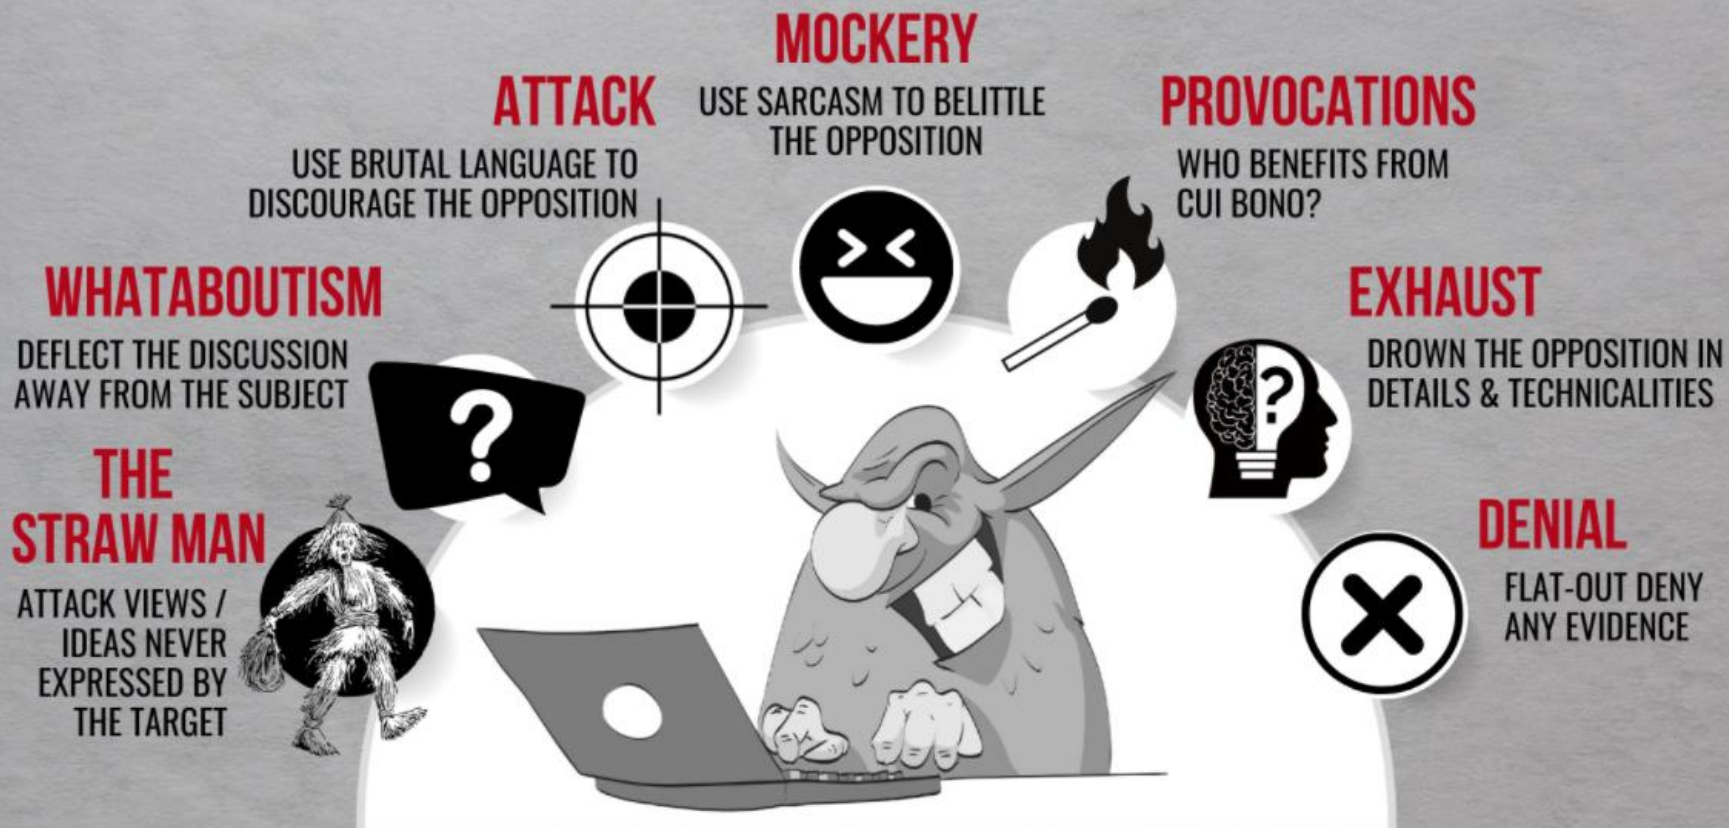 THE
STRAW MAN
ATTACK VIEWS /
IDEAS NEVER
EXPRESSED BY
THE TARGET
WHATABOUTISM
DEFLECT THE DISCUSSION
AWAY FROM THE SUBJECT
?
ATTACK
USE BRUTAL LANGUAGE TO
DISCOURAGE THE OPPOSITION
MOCKERY
USE SARCASM TO BELITTLE
THE OPPOSITION
PROVOCATIONS
WHO BENEFITS FROM
CUI BONO?
EXHAUST
DROWN THE OPPOSITION IN
DETAILS & TECHNICALITIES
?
DENIAL
FLAT-OUT DENY
ANY EVIDENCE